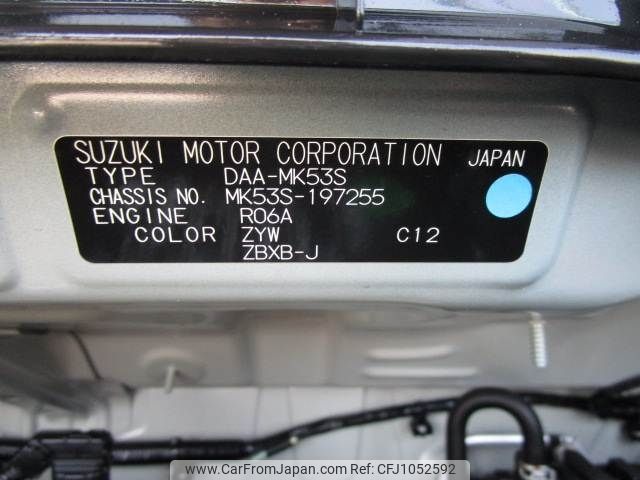 SUZUKI MOTOR CORPORATION JAPAN
TYPE DAA-MK53S
CHASSIS NO. MK53S-197255
ENGINE R06A
COLOR ZYW C12
ZBXB-J
www.CarFromJapan.com | Ref No: CFJ1052592